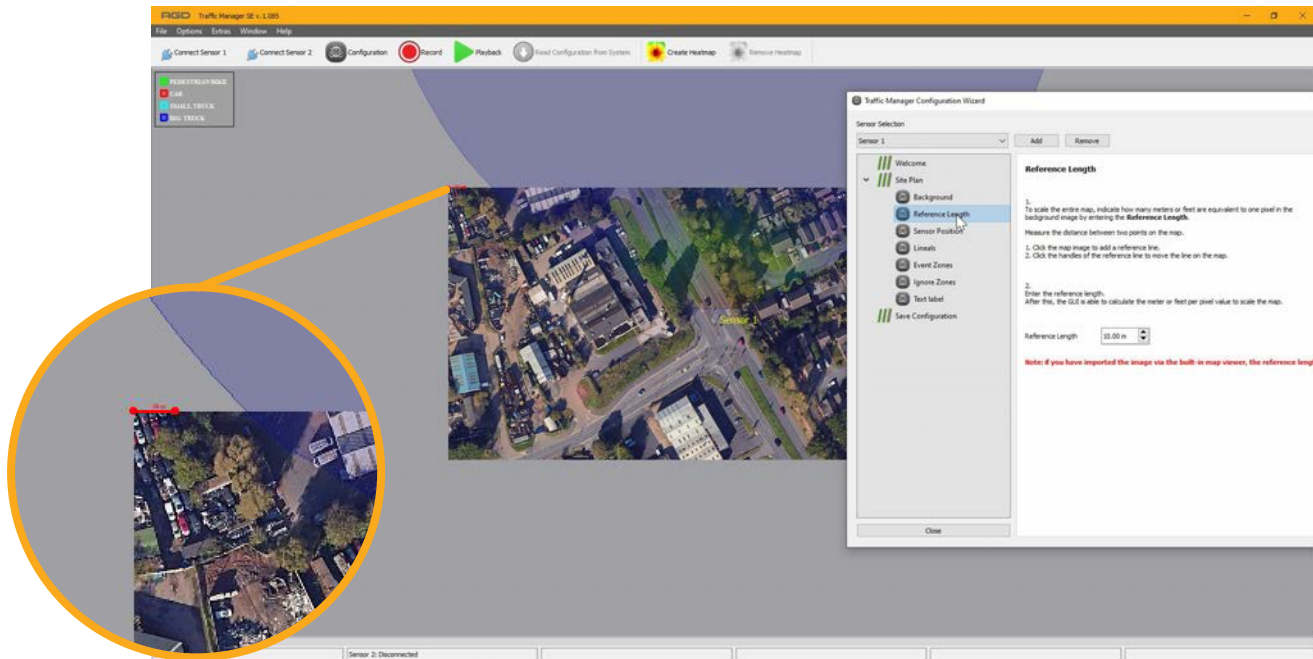 AGD Traffic Manager SE v.1.085
File Options Extras Window Help
Connect Sensor 1 Connect Sensor 2 Configuration Record Playback Read Configuration from System Create Heatmap Remove Heatmap
PEDESTRIAN/BIKE
CAR
SMALL TRUCK
BIG TRUCK
Sensor 1
Traffic Manager Configuration Wizard
Sensor Selection
Sensor 1 Add Remove
Welcome
Site Plan
Background
Reference Length
Sensor Position
Lineals
Event Zones
Ignore Zones
Text label
Save Configuration
Close
Reference Length
1.
To scale the entire map, indicate how many meters or feet are equivalent to one pixel in the
background image by entering the Reference Length.
Measure the distance between two points on the map.
1. Click the map image to add a reference line.
2. Click the handles of the reference line to move the line on the map.
2.
Enter the reference length.
After this, the GUI is able to calculate the meter or feet per pixel value to scale the map.
Reference Length 10.00 m
Note: if you have imported the image via the built-in map viewer, the reference leng
Sensor 2: Disconnected